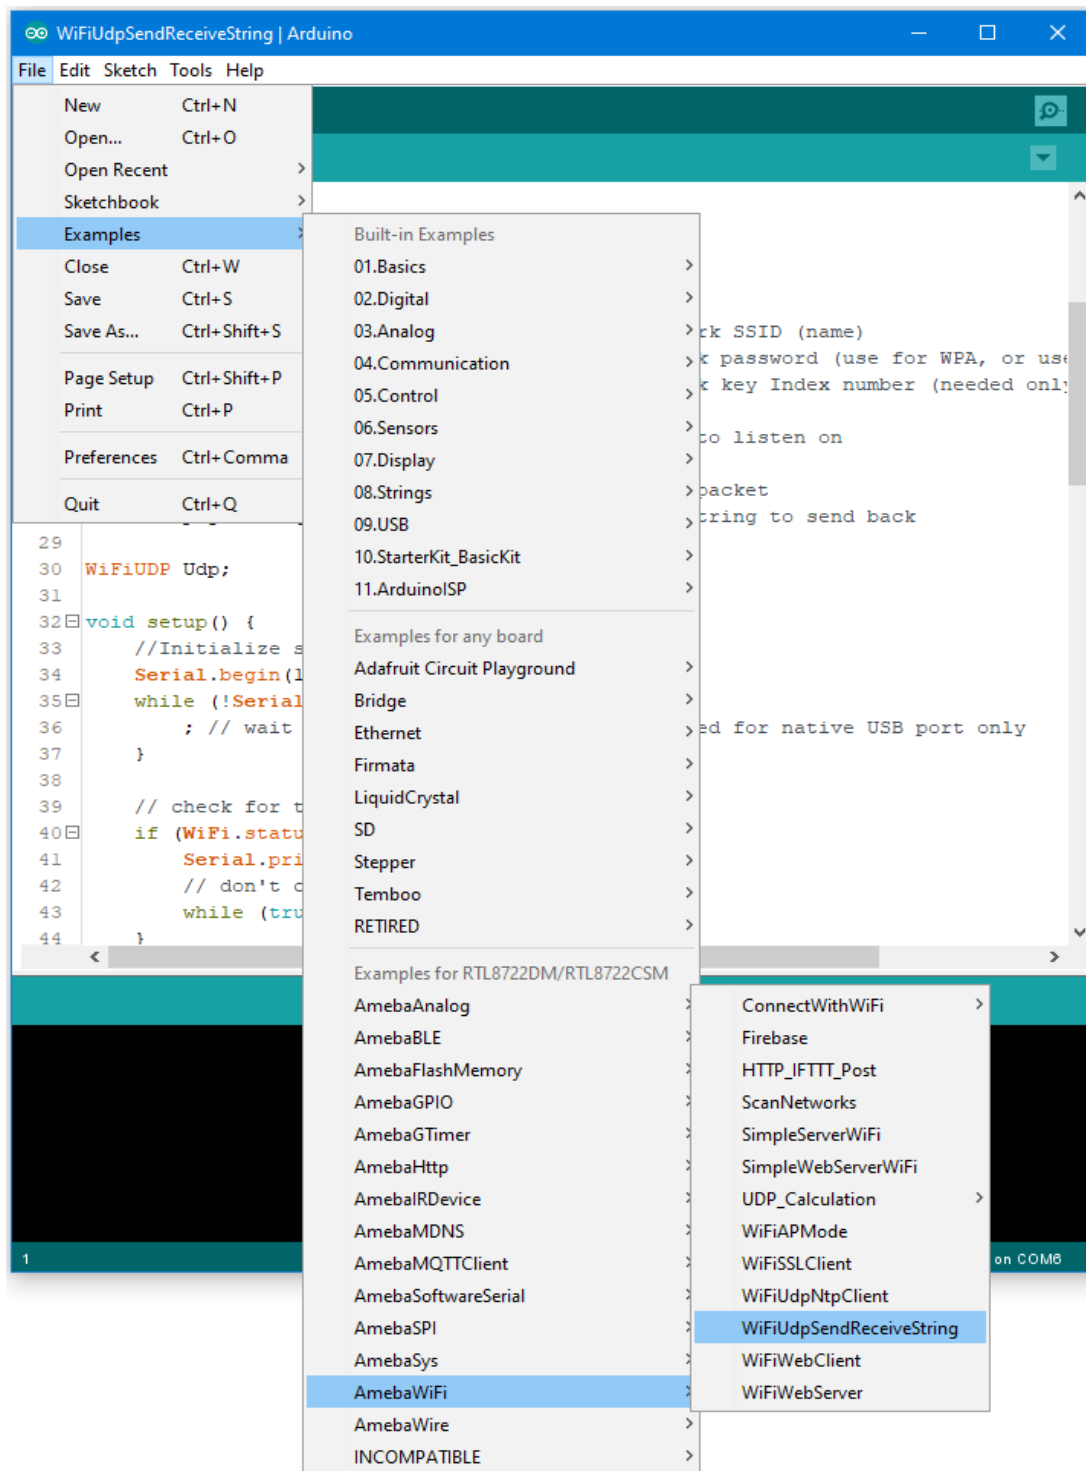 WiFiUdpSendReceiveString | Arduino
File Edit Sketch Tools Help
New Ctrl+N
Open... Ctrl+O
Open Recent
Sketchbook
Examples
Close Ctrl+W
Save Ctrl+S
Save As... Ctrl+Shift+S
Page Setup Ctrl+Shift+P
Print Ctrl+P
Preferences Ctrl+Comma
Quit Ctrl+Q
Built-in Examples
01.Basics
02.Digital
03.Analog
04.Communication
05.Control
06.Sensors
07.Display
08.Strings
09.USB
10.StarterKit_BasicKit
11.ArduinoISP
Examples for any board
Adafruit Circuit Playground
Bridge
Ethernet
Firmata
LiquidCrystal
SD
Stepper
Temboo
RETIRED
Examples for RTL8722DM/RTL8722CSM
AmebaAnalog
AmebaBLE
AmebaFlashMemory
AmebaGPIO
AmebaGTimer
AmebaHttp
AmebaIRDevice
AmebaMDNS
AmebaMQTTClient
AmebaSoftwareSerial
AmebaSPI
AmebaSys
AmebaWiFi
AmebaWire
INCOMPATIBLE
ConnectWithWiFi
Firebase
HTTP_IFTTT_Post
ScanNetworks
SimpleServerWiFi
SimpleWebServerWiFi
UDP_Calculation
WiFiAPMode
WiFiSSLClient
WiFiUdpNtpClient
WiFiUdpSendReceiveString
WiFiWebClient
WiFiWebServer
rk SSID (name)
k password (use for WPA, or use
k key Index number (needed only
to listen on
packet
tring to send back
29
30 WiFiUDP Udp;
31
32 void setup() {
33 //Initialize s
34 Serial.begin(1
35 while (!Serial
36 ; // wait ed for native USB port only
37 }
38
39 // check for t
40 if (WiFi.statu
41 Serial.pri
42 // don't c
43 while (tru
44 }
1 on COM6